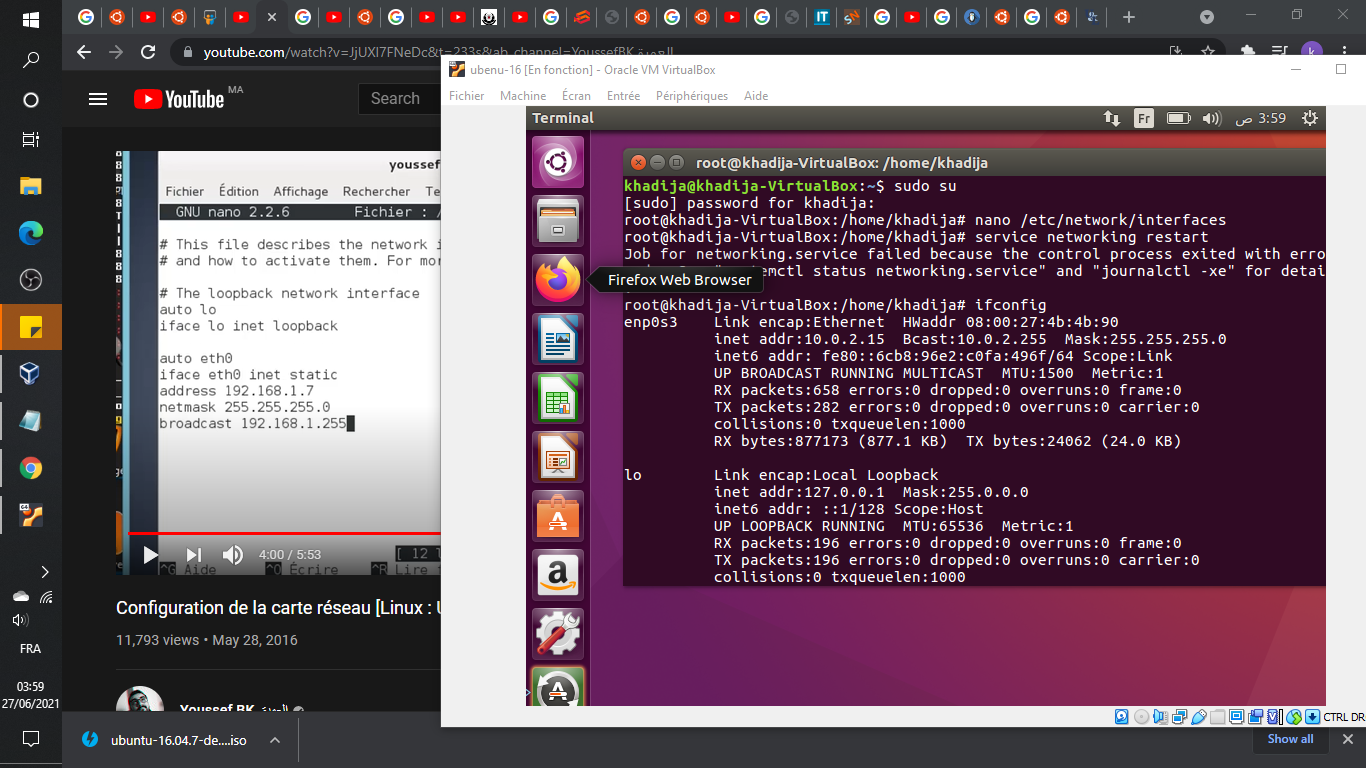 youtube.com/watch?v=JjUXl7FNeDc&t=233s&ab_channel=YoussefBK
YouTube MA
Search
youssef
Fichier Édition Affichage Rechercher Te
GNU nano 2.2.6 Fichier : /
# This file describes the network i
# and how to activate them. For mor
# The loopback network interface
auto lo
iface lo inet loopback
auto eth0
iface eth0 inet static
address 192.168.1.7
netmask 255.255.255.0
broadcast 192.168.1.255
4:00 / 5:53
[ 12 l
^G Aide ^O Écrire ^R Lire f
Configuration de la carte réseau [Linux : U
11,793 views • May 28, 2016
Youssef BK
ubenu-16 [En fonction] - Oracle VM VirtualBox
Fichier Machine Écran Entrée Périphériques Aide
Terminal
Fr
3:59 ص
root@khadija-VirtualBox: /home/khadija
khadija@khadija-VirtualBox:~$ sudo su
[sudo] password for khadija:
root@khadija-VirtualBox:/home/khadija# nano /etc/network/interfaces
root@khadija-VirtualBox:/home/khadija# service networking restart
Job for networking.service failed because the control process exited with erro
temctl status networking.service" and "journalctl -xe" for detai
Firefox Web Browser
root@khadija-VirtualBox:/home/khadija# ifconfig
enp0s3 Link encap:Ethernet HWaddr 08:00:27:4b:4b:90
inet addr:10.0.2.15 Bcast:10.0.2.255 Mask:255.255.255.0
inet6 addr: fe80::6cb8:96e2:c0fa:496f/64 Scope:Link
UP BROADCAST RUNNING MULTICAST MTU:1500 Metric:1
RX packets:658 errors:0 dropped:0 overruns:0 frame:0
TX packets:282 errors:0 dropped:0 overruns:0 carrier:0
collisions:0 txqueuelen:1000
RX bytes:877173 (877.1 KB) TX bytes:24062 (24.0 KB)
lo Link encap:Local Loopback
inet addr:127.0.0.1 Mask:255.0.0.0
inet6 addr: ::1/128 Scope:Host
UP LOOPBACK RUNNING MTU:65536 Metric:1
RX packets:196 errors:0 dropped:0 overruns:0 frame:0
TX packets:196 errors:0 dropped:0 overruns:0 carrier:0
collisions:0 txqueuelen:1000
CTRL DR
FRA
03:59
27/06/2021
ubuntu-16.04.7-de....iso
Show all